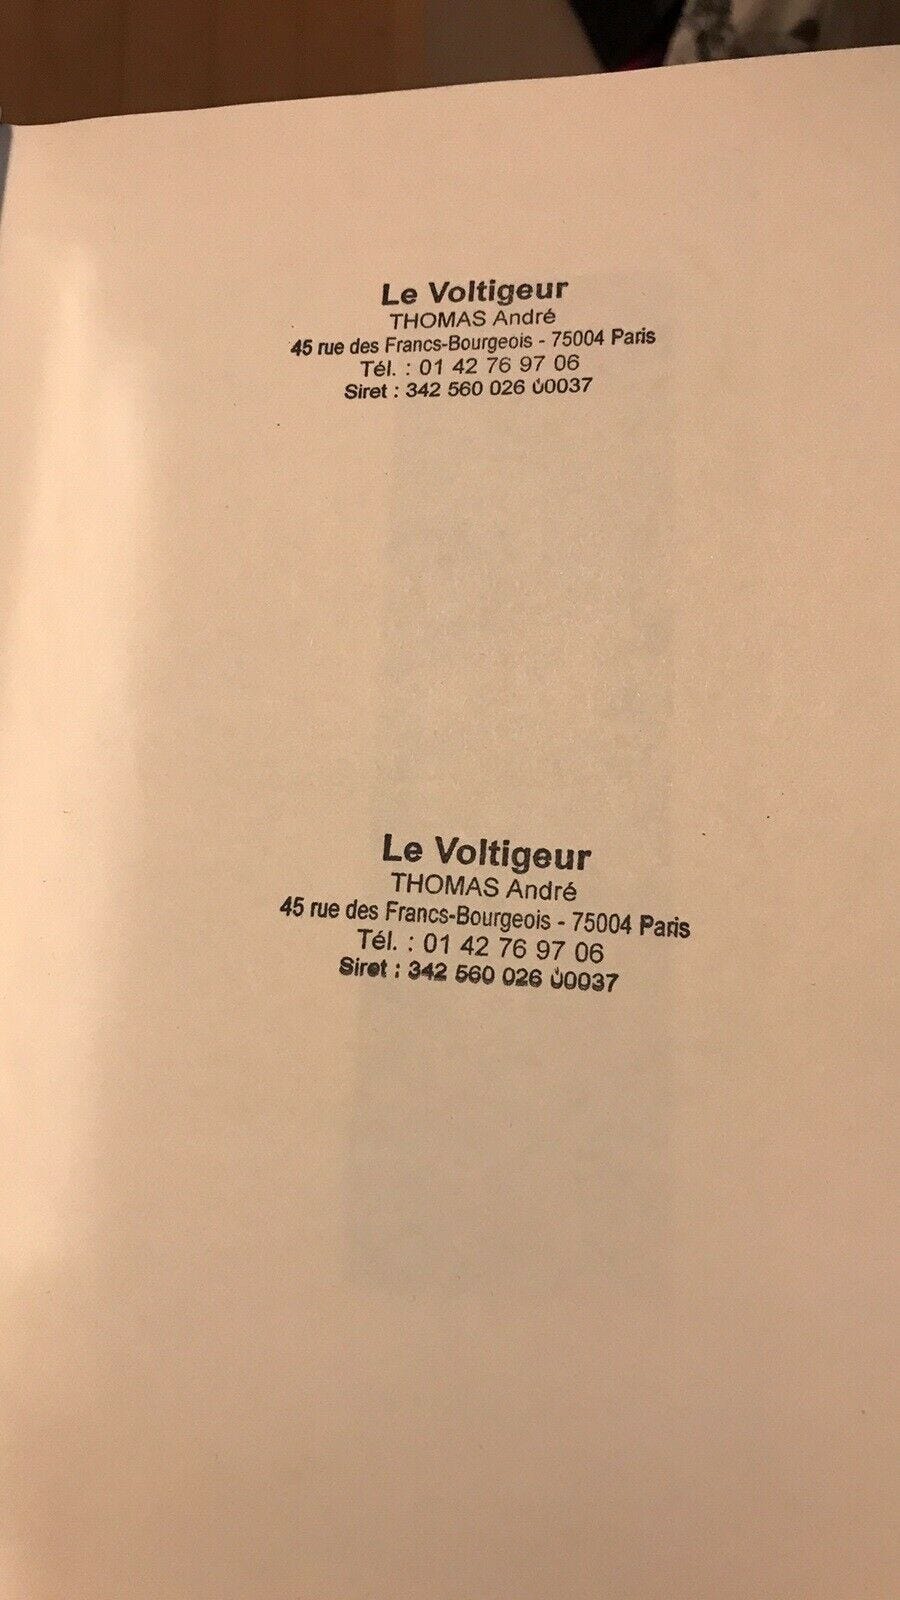 Le Voltigeur
THOMAS André
45 rue des Francs-Bourgeois - 75004 Paris
Tél. : 01 42 76 97 06
Siret : 342 560 026 00037
Le Voltigeur
THOMAS André
45 rue des Francs-Bourgeois - 75004 Paris
Tél. : 01 42 76 97 06
Siret : 342 560 026 00037